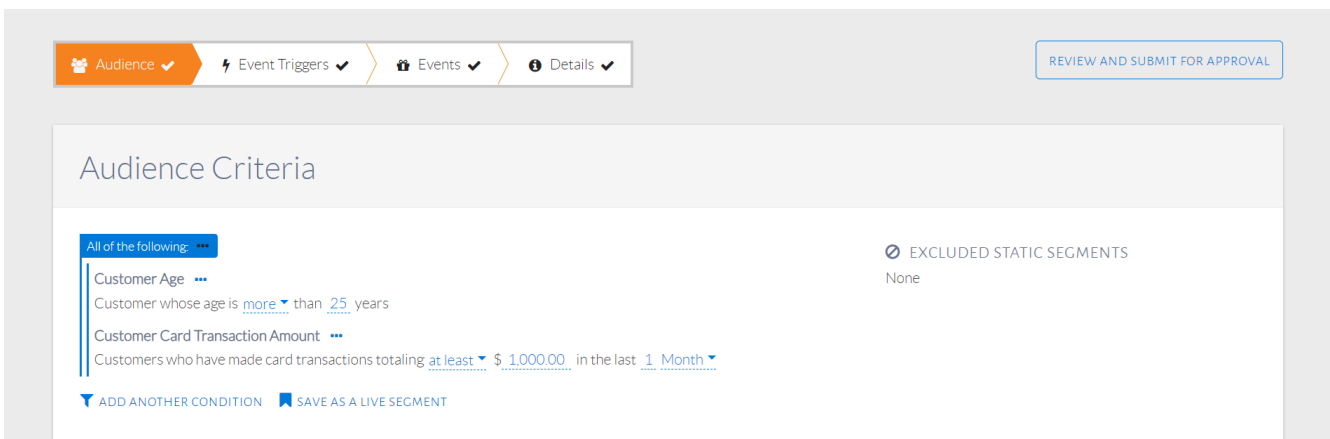 Audience
Event Triggers
Events
Details
REVIEW AND SUBMIT FOR APPROVAL
Audience Criteria
All of the following:
Customer Age
Customer whose age is more than 25 years
Customer Card Transaction Amount
Customers who have made card transactions totaling at least $ 1,000.00 in the last 1 Month
ADD ANOTHER CONDITION
SAVE AS A LIVE SEGMENT
EXCLUDED STATIC SEGMENTS
None